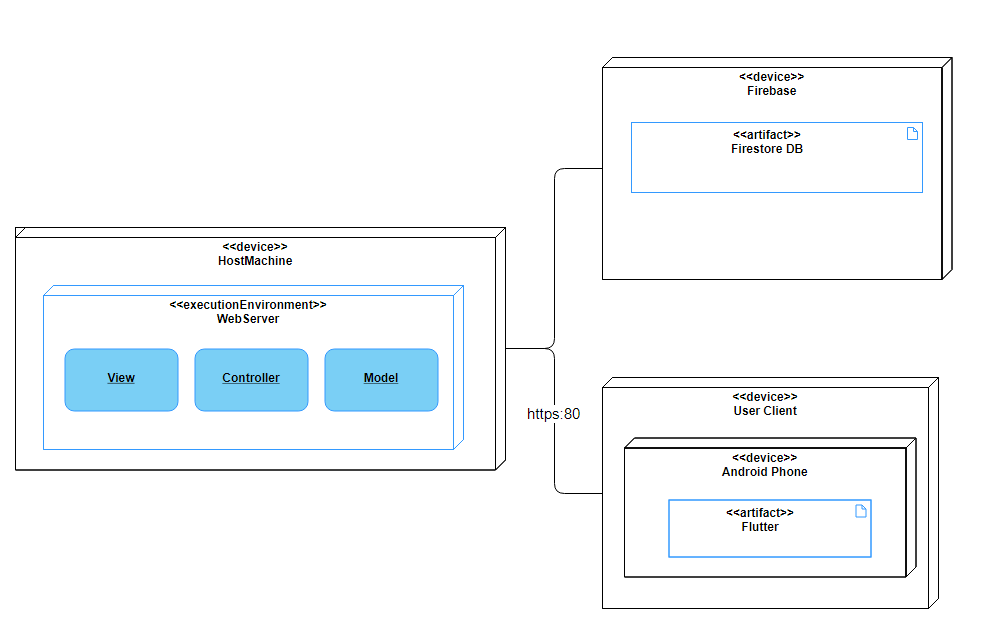 <<device>>
Firebase
<<artifact>>
Firestore DB
<<device>>
HostMachine
<<executionEnvironment>>
WebServer
View
Controller
Model
https:80
<<device>>
User Client
<<device>>
Android Phone
<<artifact>>
Flutter